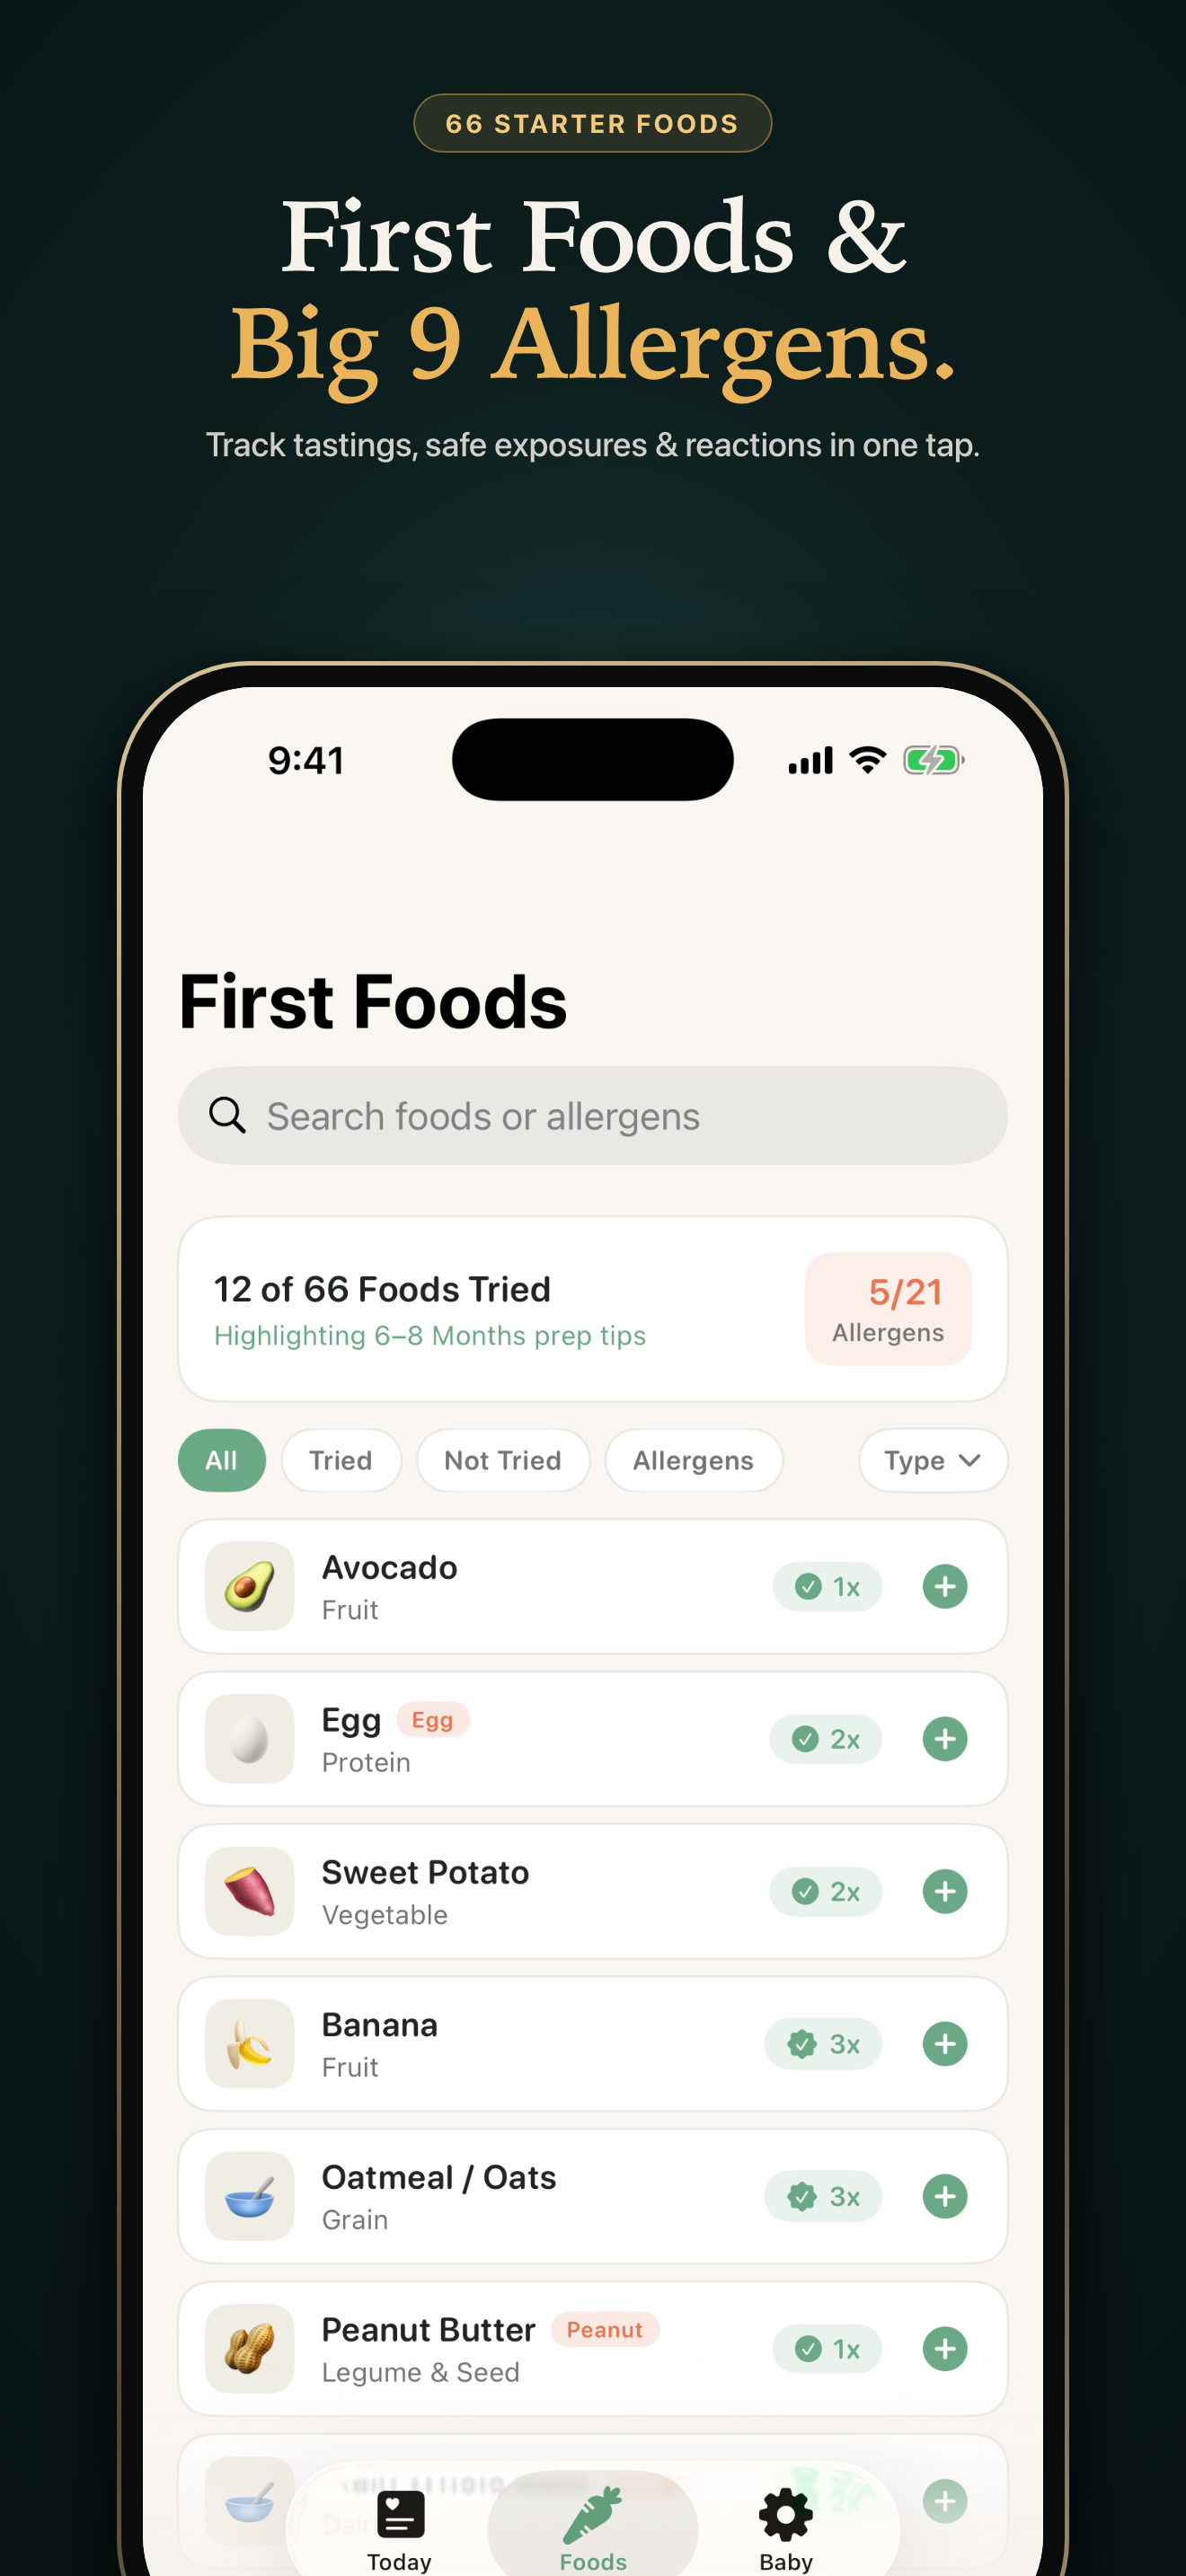 66 STARTER FOODS
First Foods &
Big 9 Allergens.
Track tastings, safe exposures & reactions in one tap.
9:41
First Foods
Search foods or allergens
12 of 66 Foods Tried
Highlighting 6–8 Months prep tips
5/21
Allergens
All
Tried
Not Tried
Allergens
Type
Avocado
Fruit
1x
Egg
Egg
Protein
2x
Sweet Potato
Vegetable
2x
Banana
Fruit
3x
Oatmeal / Oats
Grain
3x
Peanut Butter
Peanut
Legume & Seed
1x
Today
Foods
Baby